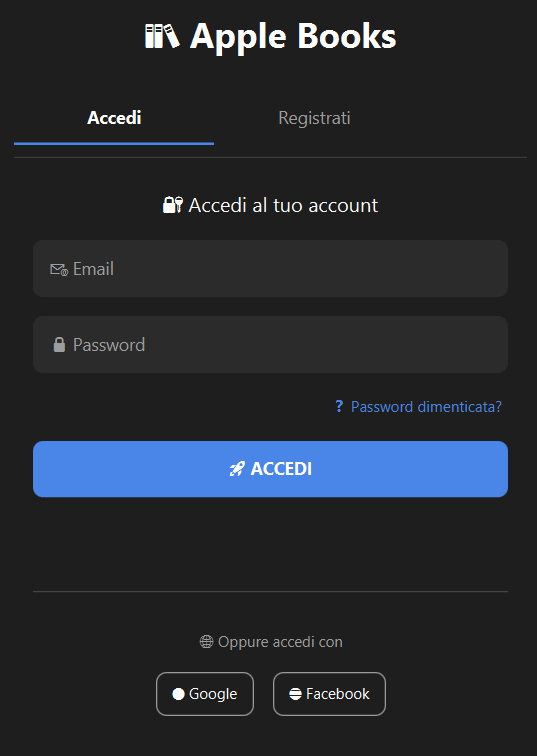 Apple Books
Accedi Registrati
Accedi al tuo account
Email
Password
? Password dimenticata?
ACCEDI
Oppure accedi con
Google Facebook